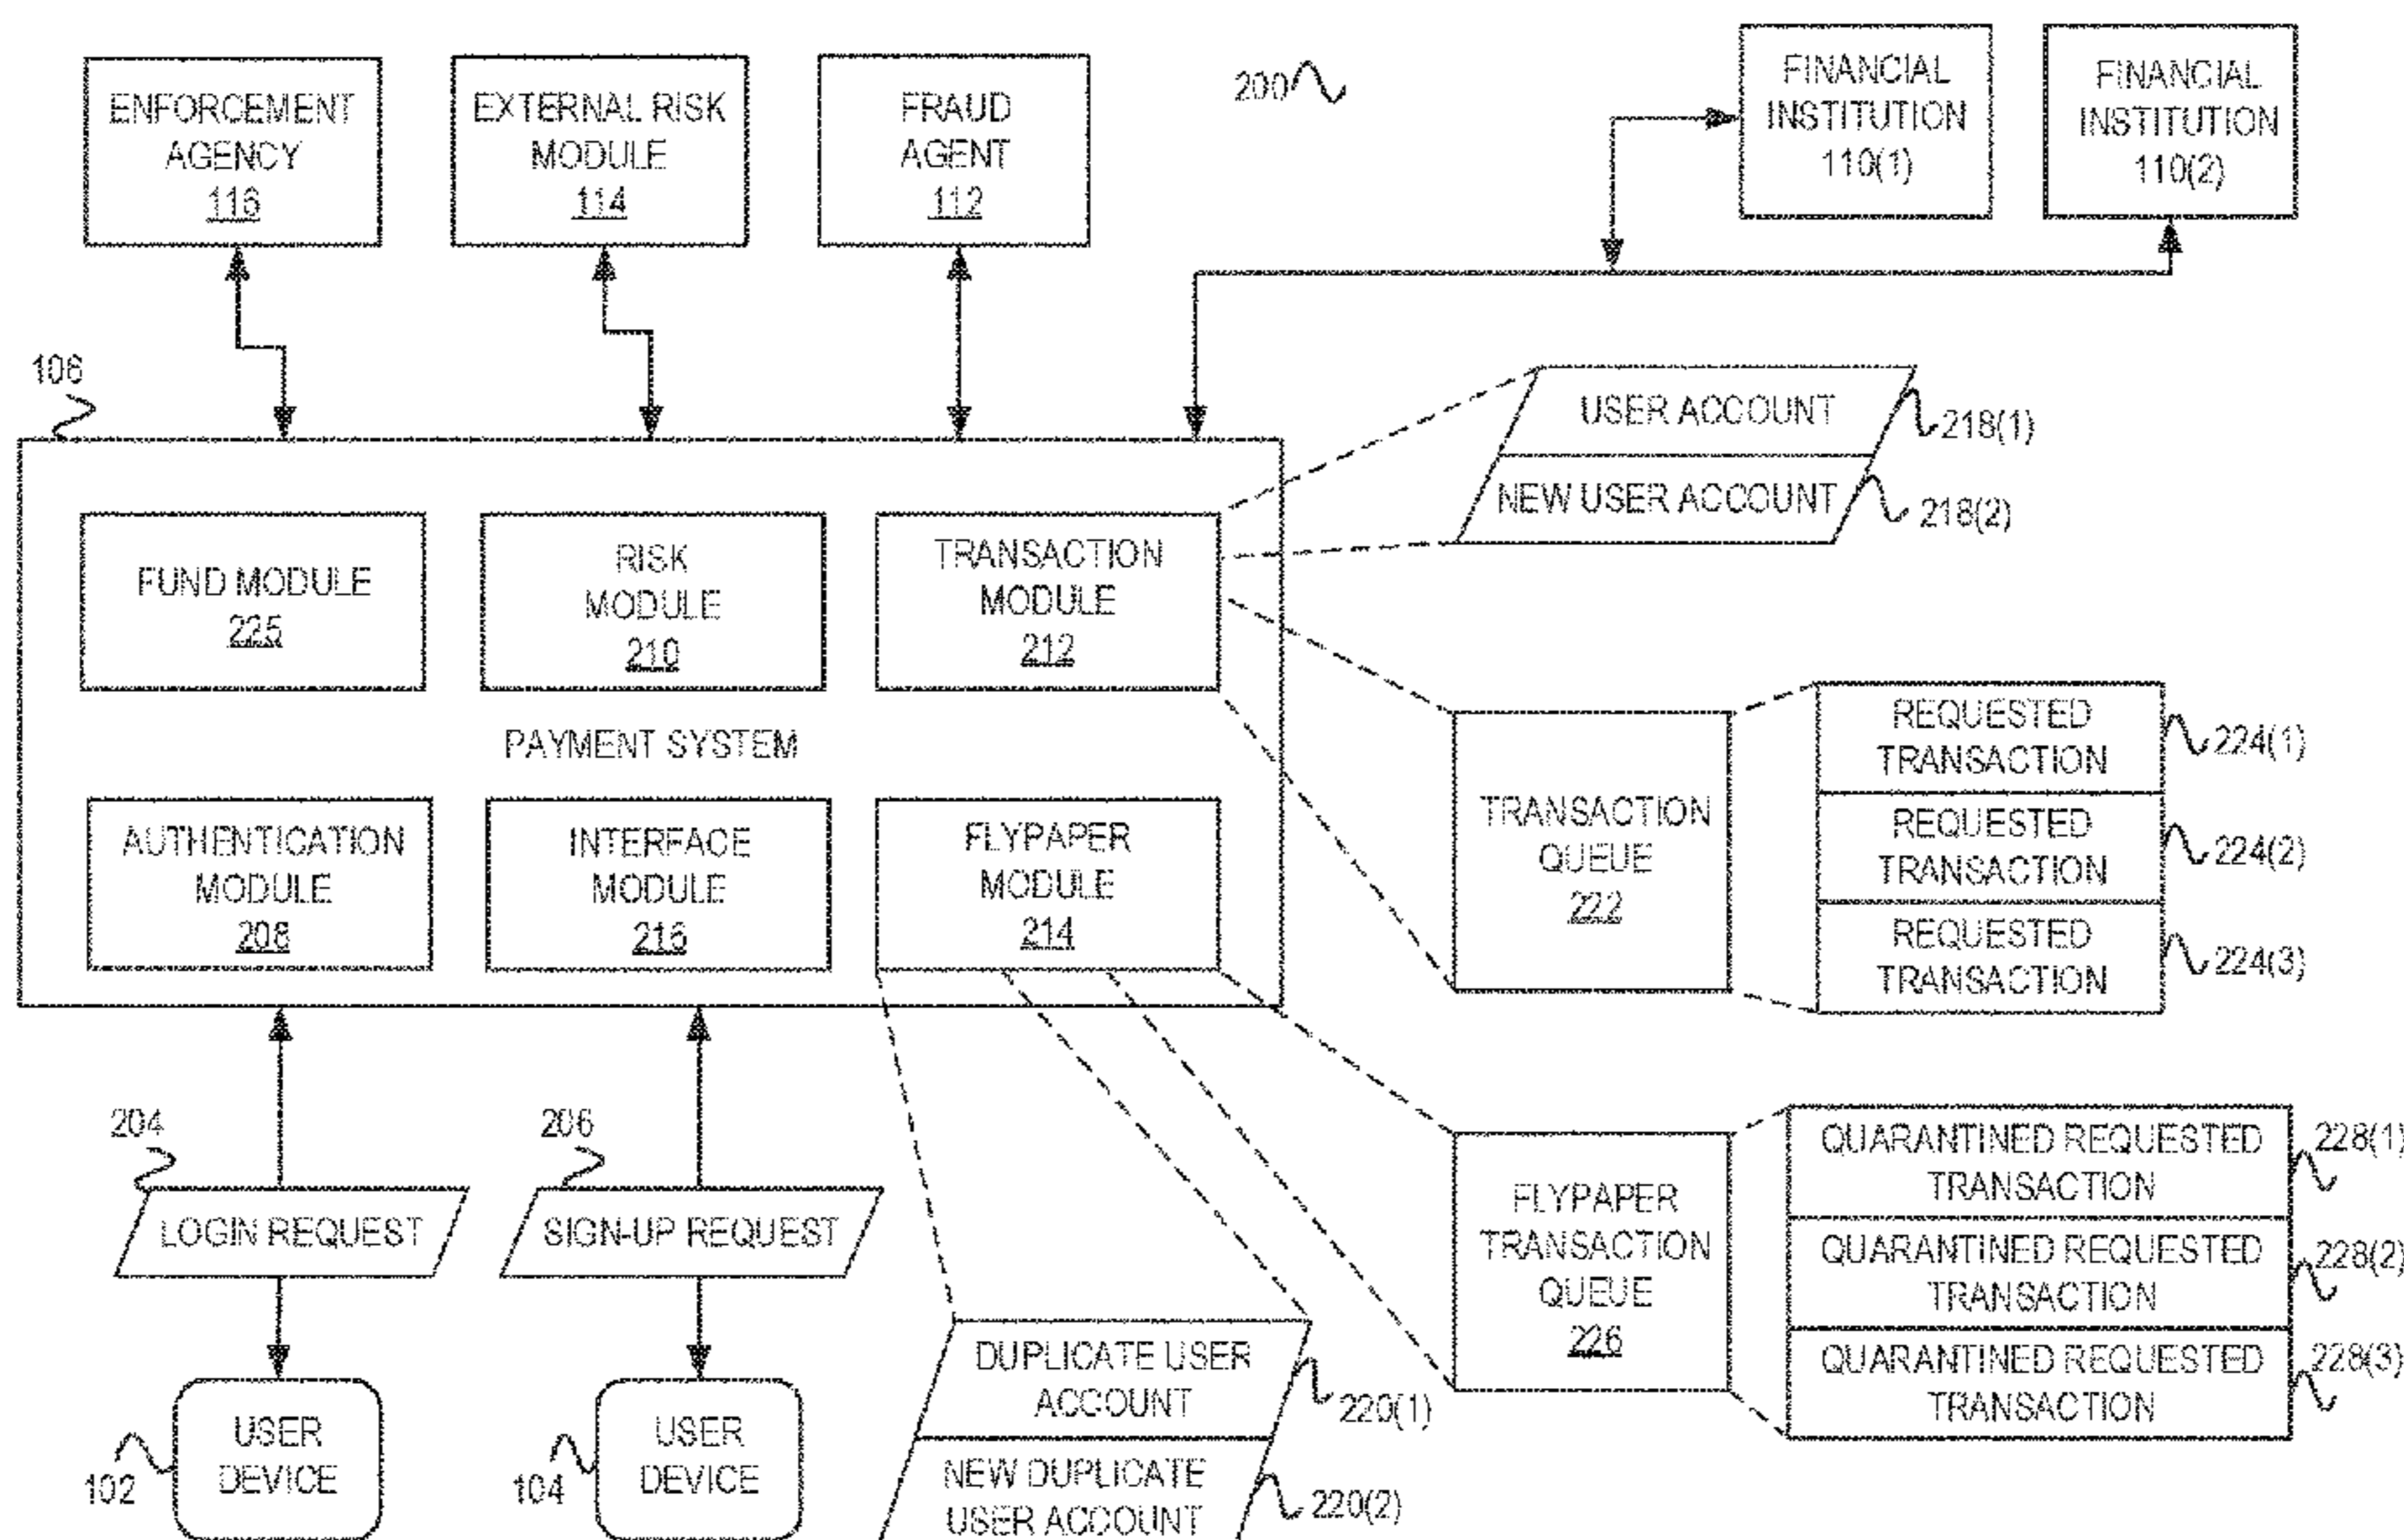 ENFORCEMENT
AGENCY
116
EXTERNAL RISK
MODULE
114
FRAUD
AGENT
112
200
FINANCIAL
INSTITUTION
110(1)
FINANCIAL
INSTITUTION
110(2)
106
USER ACCOUNT
218(1)
NEW USER ACCOUNT
218(2)
FUND MODULE
225
RISK
MODULE
210
TRANSACTION
MODULE
212
PAYMENT SYSTEM
AUTHENTICATION
MODULE
208
INTERFACE
MODULE
216
FLYPAPER
MODULE
214
TRANSACTION
QUEUE
222
REQUESTED
TRANSACTION
224(1)
REQUESTED
TRANSACTION
224(2)
REQUESTED
TRANSACTION
224(3)
204
LOGIN REQUEST
206
SIGN-UP REQUEST
FLYPAPER
TRANSACTION
QUEUE
226
QUARANTINED REQUESTED
TRANSACTION
228(1)
QUARANTINED REQUESTED
TRANSACTION
228(2)
QUARANTINED REQUESTED
TRANSACTION
228(3)
102
USER
DEVICE
104
USER
DEVICE
DUPLICATE USER
ACCOUNT
220(1)
NEW DUPLICATE
USER ACCOUNT
220(2)